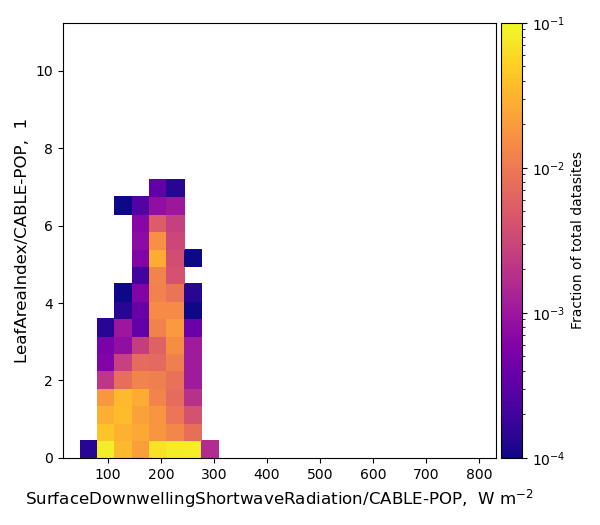 LeafAreaIndex/CABLE-POP,  1
10
8
6
4
2
0
100 200 300 400 500 600 700 800
SurfaceDownwellingShortwaveRadiation/CABLE-POP,  W m⁻²
10⁻¹
10⁻²
10⁻³
10⁻⁴
Fraction of total datasites